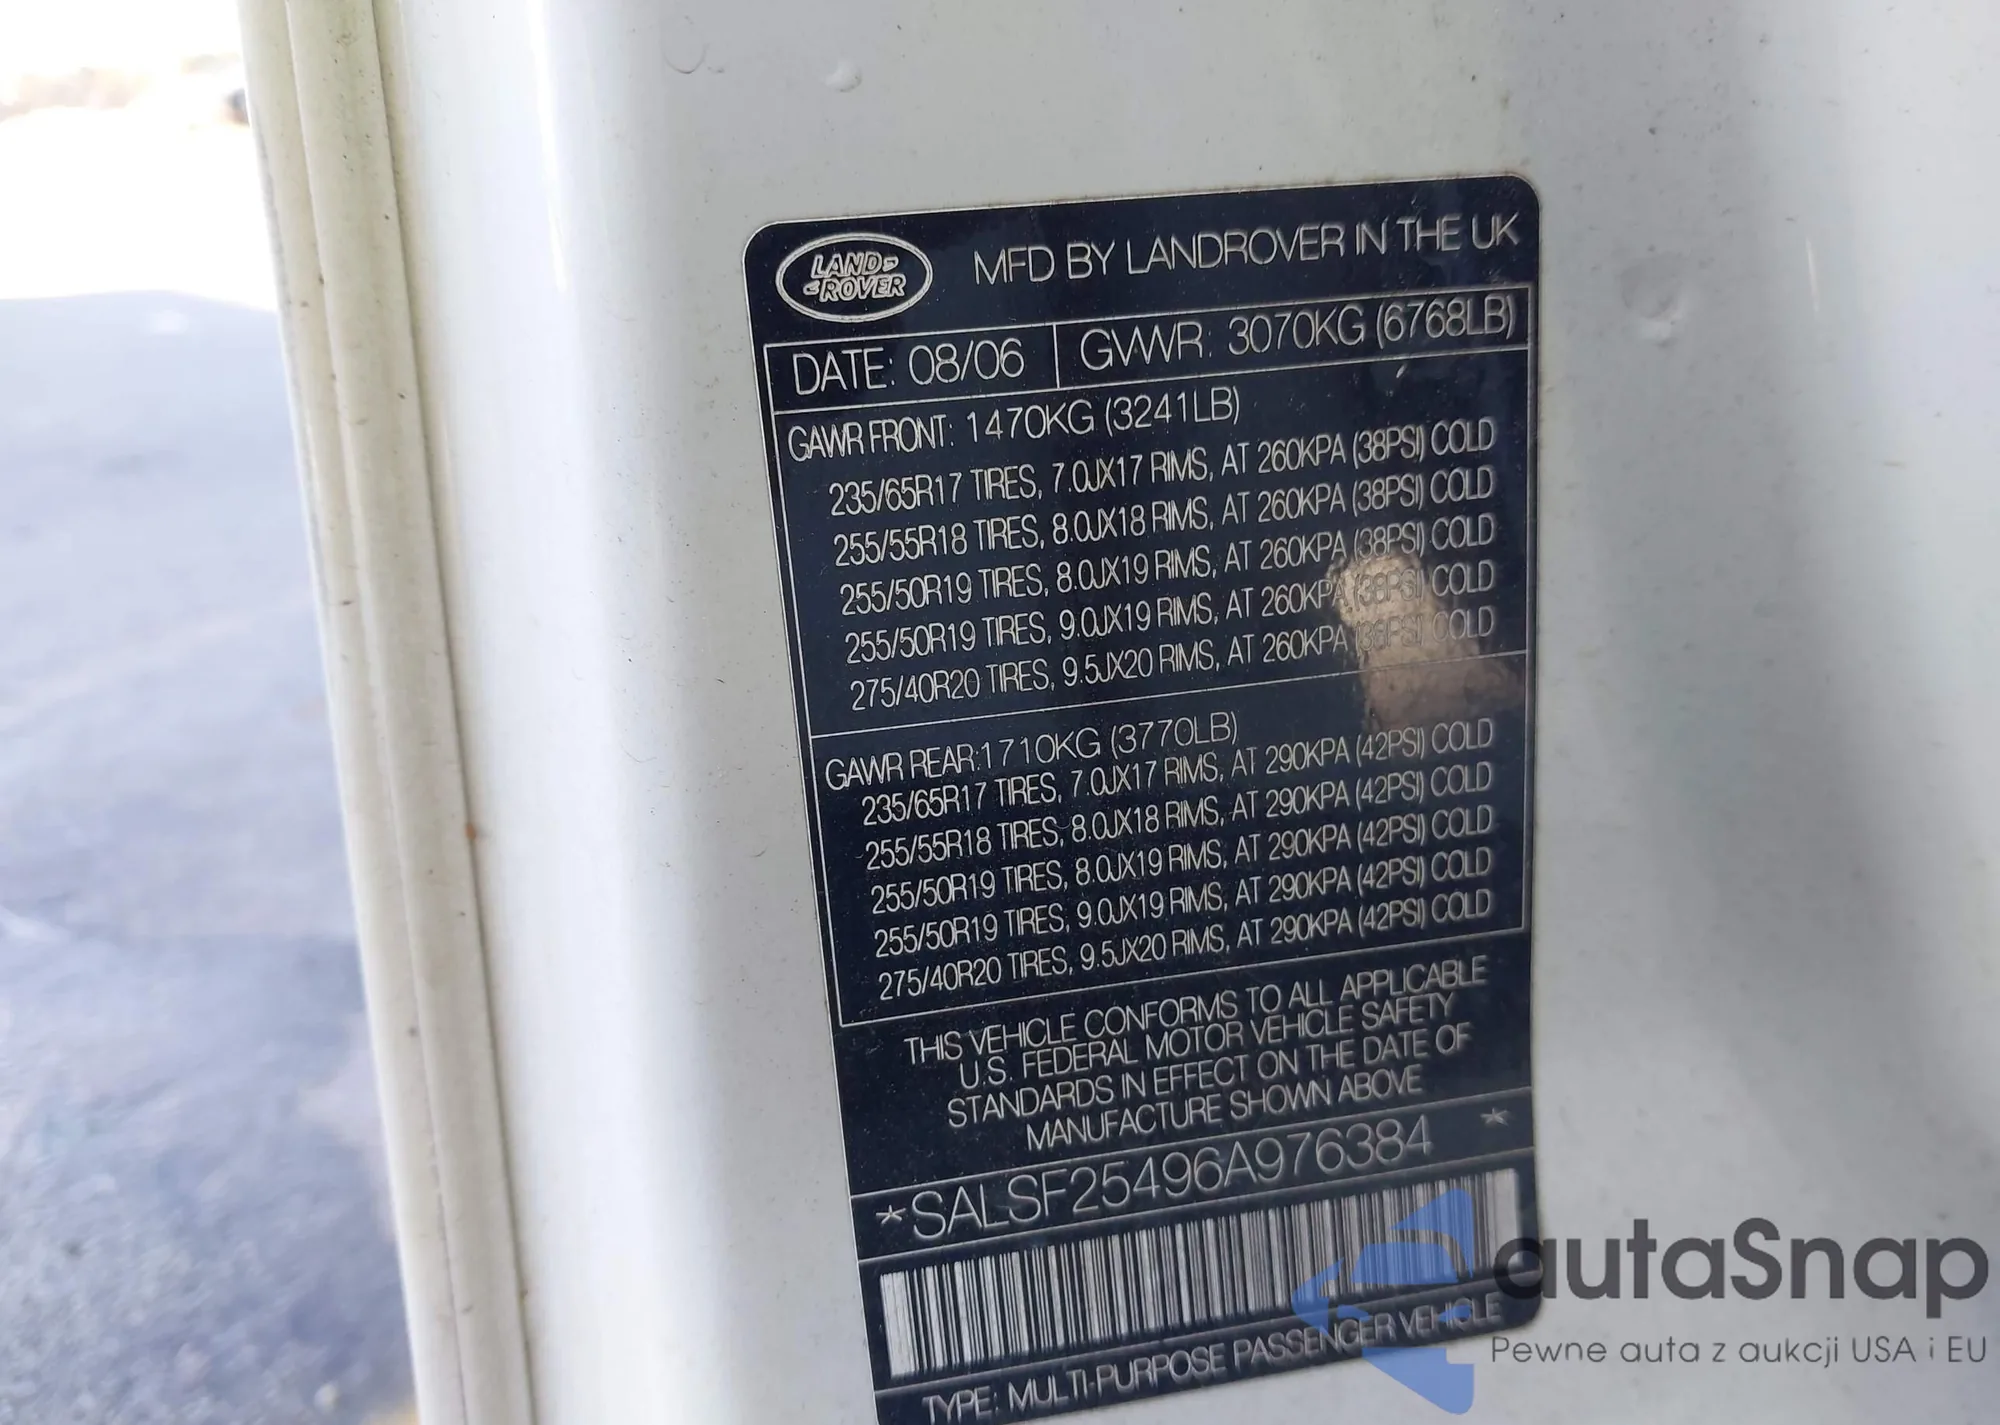 LAND ROVER
MFD BY LANDROVER IN THE UK
DATE: 08/06 GVWR: 3070KG (6768LB)
GAWR FRONT: 1470KG (3241LB)
235/65R17 TIRES, 7.0JX17 RIMS, AT 260KPA (38PSI) COLD
255/55R18 TIRES, 8.0JX18 RIMS, AT 260KPA (38PSI) COLD
255/50R19 TIRES, 8.0JX19 RIMS, AT 260KPA (38PSI) COLD
255/50R19 TIRES, 9.0JX19 RIMS, AT 260KPA (38PSI) COLD
275/40R20 TIRES, 9.5JX20 RIMS, AT 260KPA (38PSI) COLD
GAWR REAR:1710KG (3770LB)
235/65R17 TIRES, 7.0JX17 RIMS, AT 290KPA (42PSI) COLD
255/55R18 TIRES, 8.0JX18 RIMS, AT 290KPA (42PSI) COLD
255/50R19 TIRES, 8.0JX19 RIMS, AT 290KPA (42PSI) COLD
255/50R19 TIRES, 9.0JX19 RIMS, AT 290KPA (42PSI) COLD
275/40R20 TIRES, 9.5JX20 RIMS, AT 290KPA (42PSI) COLD
THIS VEHICLE CONFORMS TO ALL APPLICABLE
U.S. FEDERAL MOTOR VEHICLE SAFETY
STANDARDS IN EFFECT ON THE DATE OF
MANUFACTURE SHOWN ABOVE
*SALSF25496A976384 *
TYPE: MULTI-PURPOSE PASSENGER VEHICLE
autaSnap
Pewne auta z aukcji USA i EU